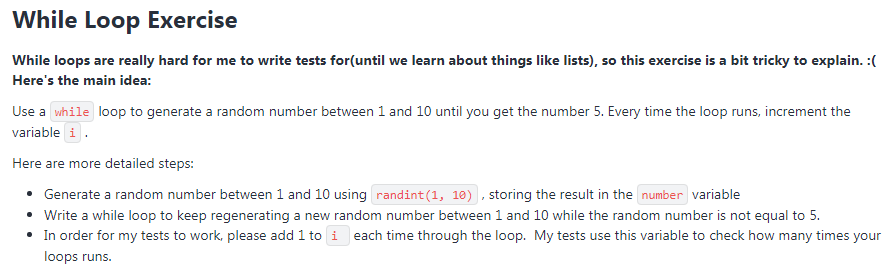 While Loop Exercise
While loops are really hard for me to write tests for(until we learn about things like lists), so this exercise is a bit tricky to explain. :(
Here's the main idea:
Use a while loop to generate a random number between 1 and 10 until you get the number 5. Every time the loop runs, increment the
variable i .
Here are more detailed steps:
• Generate a random number between 1 and 10 using randint(1, 10) , storing the result in the number variable
• Write a while loop to keep regenerating a new random number between 1 and 10 while the random number is not equal to 5.
• In order for my tests to work, please add 1 to i each time through the loop. My tests use this variable to check how many times your
loops runs.